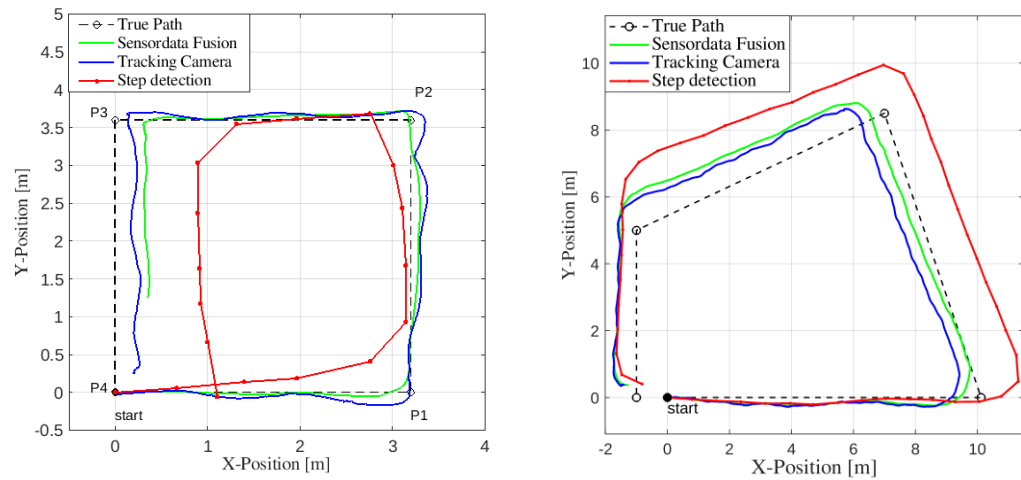 True Path
Sensordata Fusion
Tracking Camera
Step detection
5
4.5
4
3.5
3
2.5
2
1.5
1
0.5
0
-0.5
Y-Position [m]
P3
P2
P4
start
P1
0
1
2
3
4
X-Position [m]
True Path
Sensordata Fusion
Tracking Camera
Step detection
10
8
6
4
2
0
Y-Position [m]
start
-2
0
2
4
6
8
10
X-Position [m]